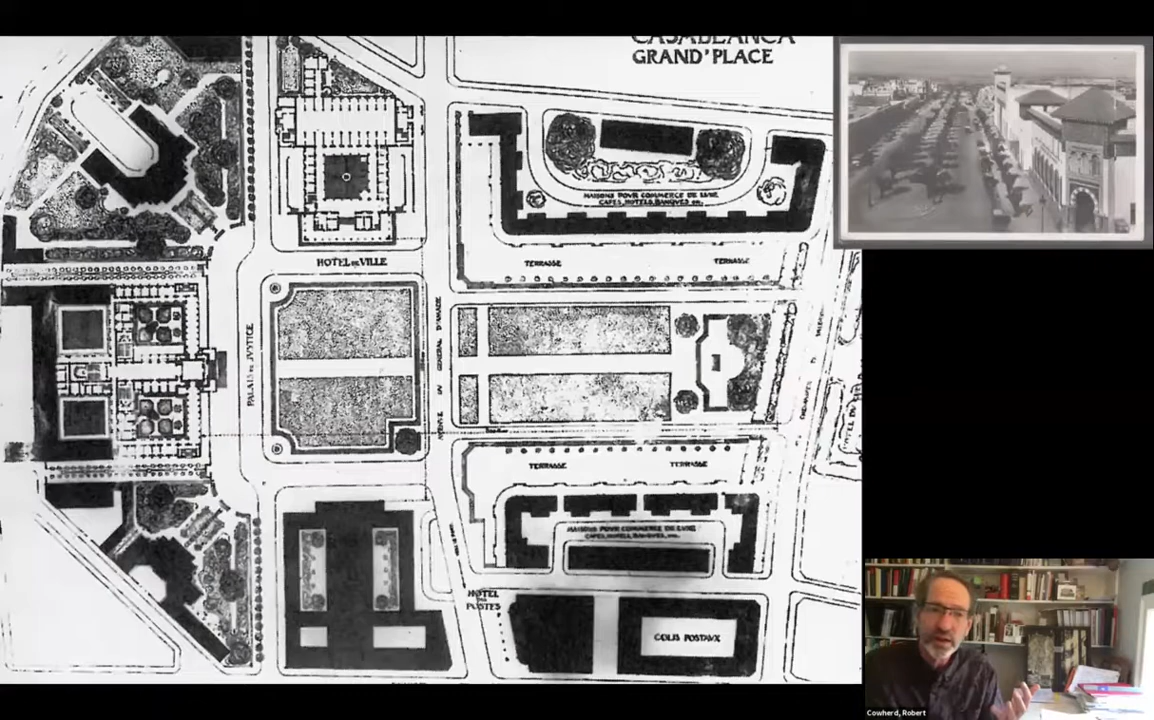 CASABLANCA
GRAND' PLACE
MAISONS POUR COMMERCE DE LUXE
CAFES, HOTELS, BANQUES, ETC.
HOTEL DE VILLE
TERRASSE
TERRASSE
PALAIS DE JUSTICE
AVENUE DU GENERAL D'AMADE
TERRASSE
TERRASSE
MAISONS POUR COMMERCE DE LUXE
CAFES, HOTELS, BANQUES, ETC.
HOTEL
DES
POSTES
COLIS POSTAUX
Cowherd, Robert